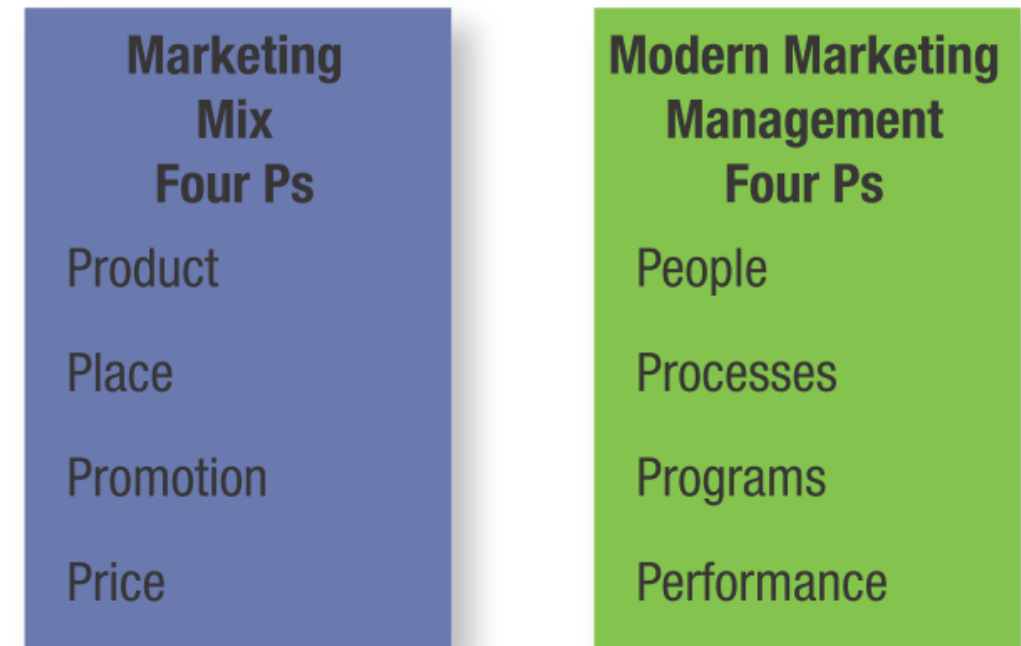 Marketing
Mix
Four Ps
Product
Place
Promotion
Price
Modern Marketing
Management
Four Ps
People
Processes
Programs
Performance